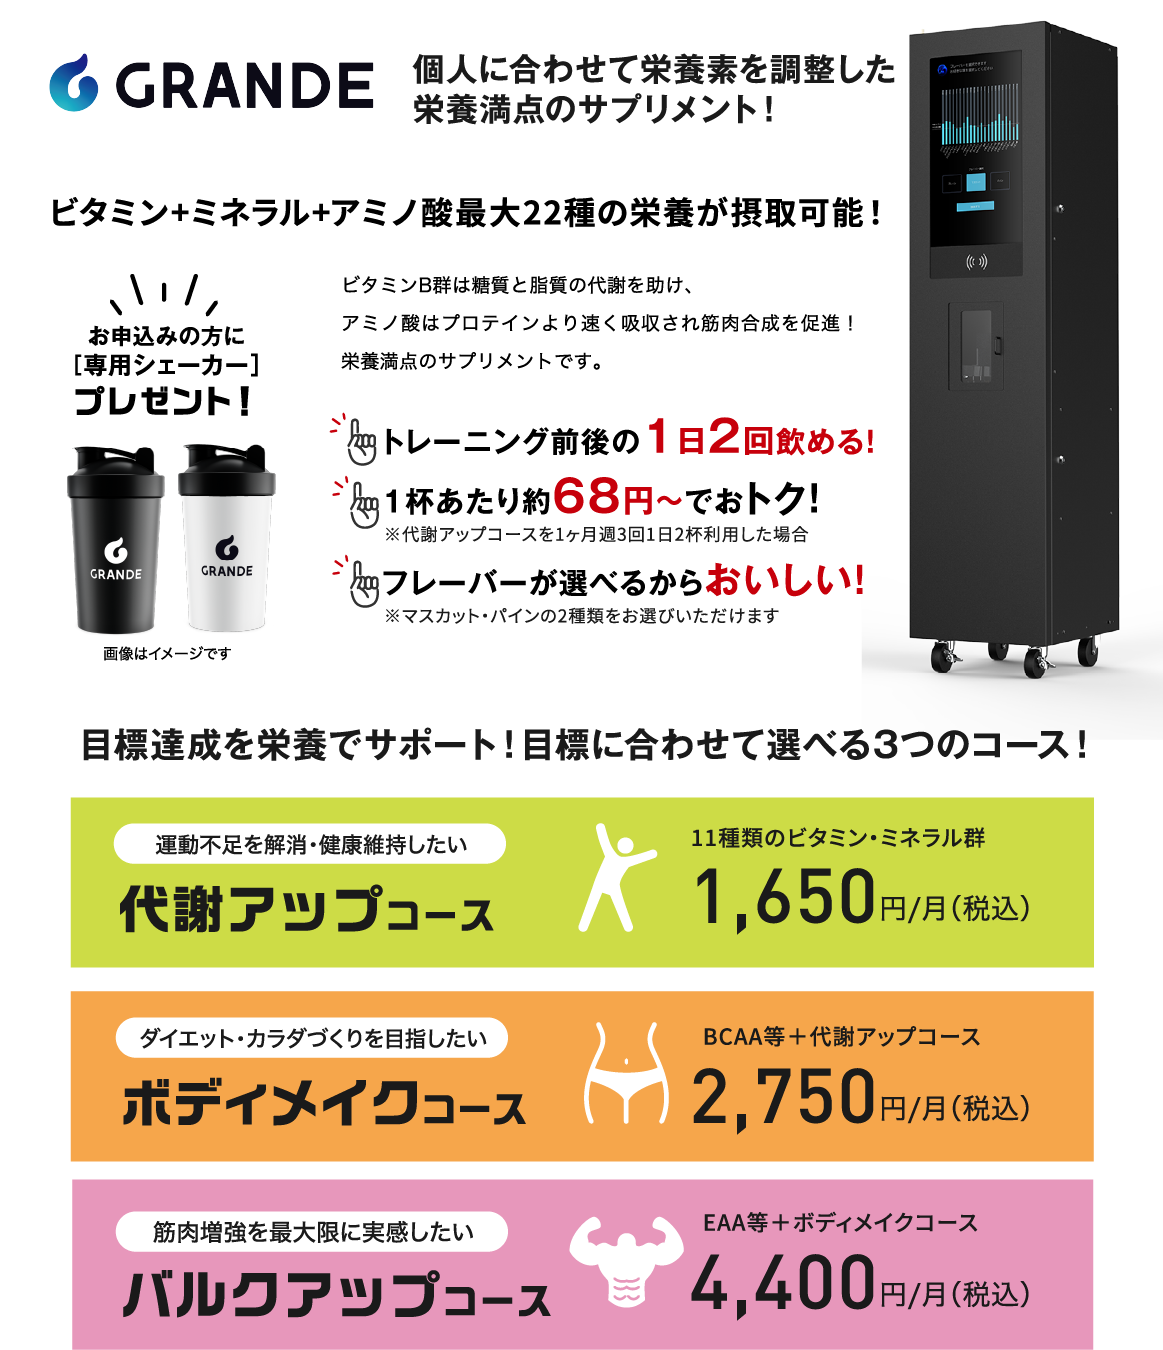 GRANDE
個人に合わせて栄養素を調整した
栄養満点のサプリメント！
ビタミン+ミネラル+アミノ酸最大22種の栄養が摂取可能！
お申込みの方に
［専用シェーカー］
プレゼント！
ビタミンB群は糖質と脂質の代謝を助け、
アミノ酸はプロテインより速く吸収され筋肉合成を促進！
栄養満点のサプリメントです。
トレーニング前後の1日2回飲める!
1杯あたり約68円～でおトク!
※代謝アップコースを1ヶ月週3回1日2杯利用した場合
フレーバーが選べるからおいしい!
※マスカット・パインの2種類をお選びいただけます
GRANDE
GRANDE
画像はイメージです
目標達成を栄養でサポート！目標に合わせて選べる3つのコース！
運動不足を解消・健康維持したい
代謝アップコース
11種類のビタミン・ミネラル群
1,650円/月（税込）
ダイエット・カラダづくりを目指したい
ボディメイクコース
BCAA等＋代謝アップコース
2,750円/月（税込）
筋肉増強を最大限に実感したい
バルクアップコース
EAA等＋ボディメイクコース
4,400円/月（税込）